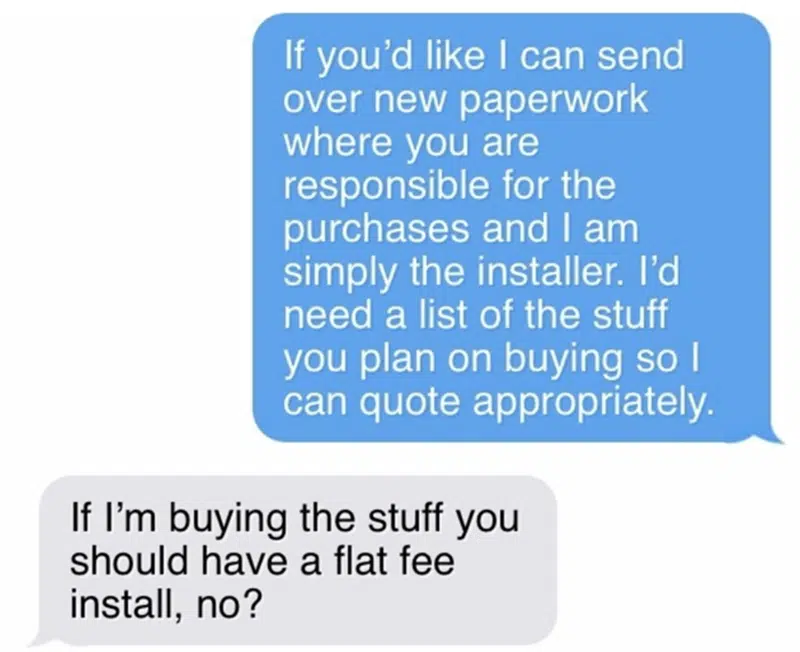 If you’d like I can send
over new paperwork
where you are
responsible for the
purchases and I am
simply the installer. I’d
need a list of the stuff
you plan on buying so I
can quote appropriately.
If I’m buying the stuff you
should have a flat fee
install, no?